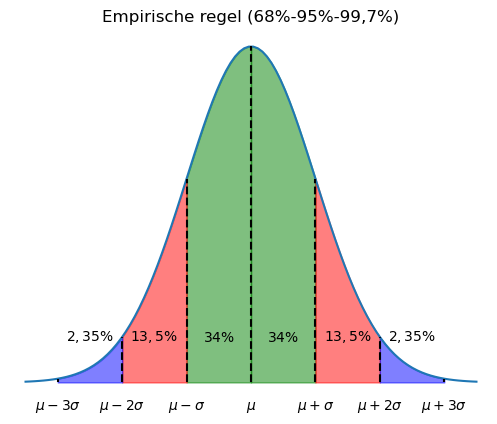 Empirische regel (68%-95%-99,7%)
2, 35% 13, 5% 34% 34% 13, 5% 2, 35%
μ − 3σ μ − 2σ μ − σ μ μ + σ μ + 2σ μ + 3σ